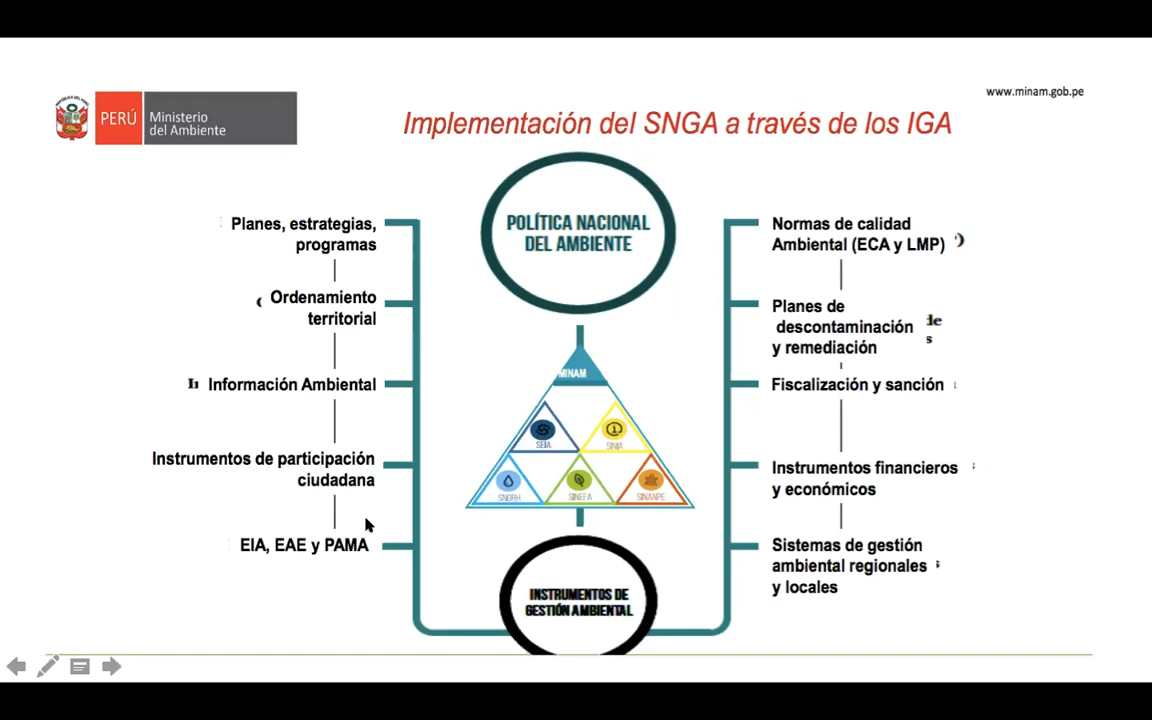 www.minam.gob.pe
PERÚ
Ministerio
del Ambiente
Implementación del SNGA a través de los IGA
POLÍTICA NACIONAL
DEL AMBIENTE
Planes, estrategias,
programas
Ordenamiento
territorial
Información Ambiental
Instrumentos de participación
ciudadana
EIA, EAE y PAMA
MINAM
SEIA
SINIA
SNGRH
SINEFA
SINANPE
INSTRUMENTOS DE
GESTIÓN AMBIENTAL
Normas de calidad
Ambiental (ECA y LMP)
Planes de
descontaminación
y remediación
Fiscalización y sanción
Instrumentos financieros
y económicos
Sistemas de gestión
ambiental regionales
y locales